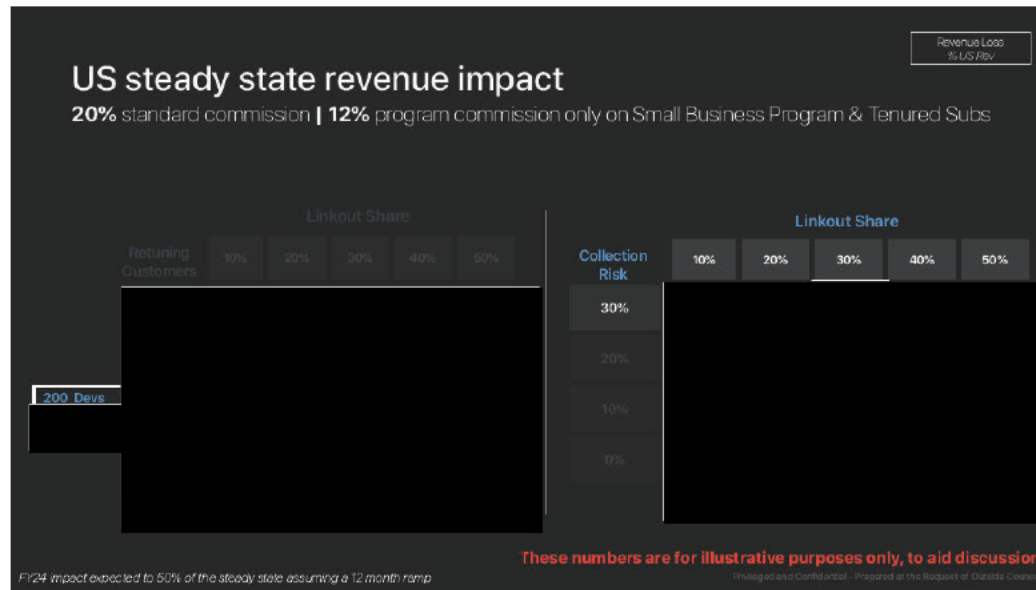 Revenue Loss
% US Rev
US steady state revenue impact
20% standard commission | 12% program commission only on Small Business Program & Tenured Subs
Linkout Share
Retuning
Customers
10% 20% 30% 40% 50%
200 Devs
Linkout Share
Collection
Risk
10% 20% 30% 40% 50%
30%
20%
10%
0%
These numbers are for illustrative purposes only, to aid discussion
FY24 impact expected to 50% of the steady state assuming a 12 month ramp
Privileged and Confidential - Prepared at the Request of Outside Counsel